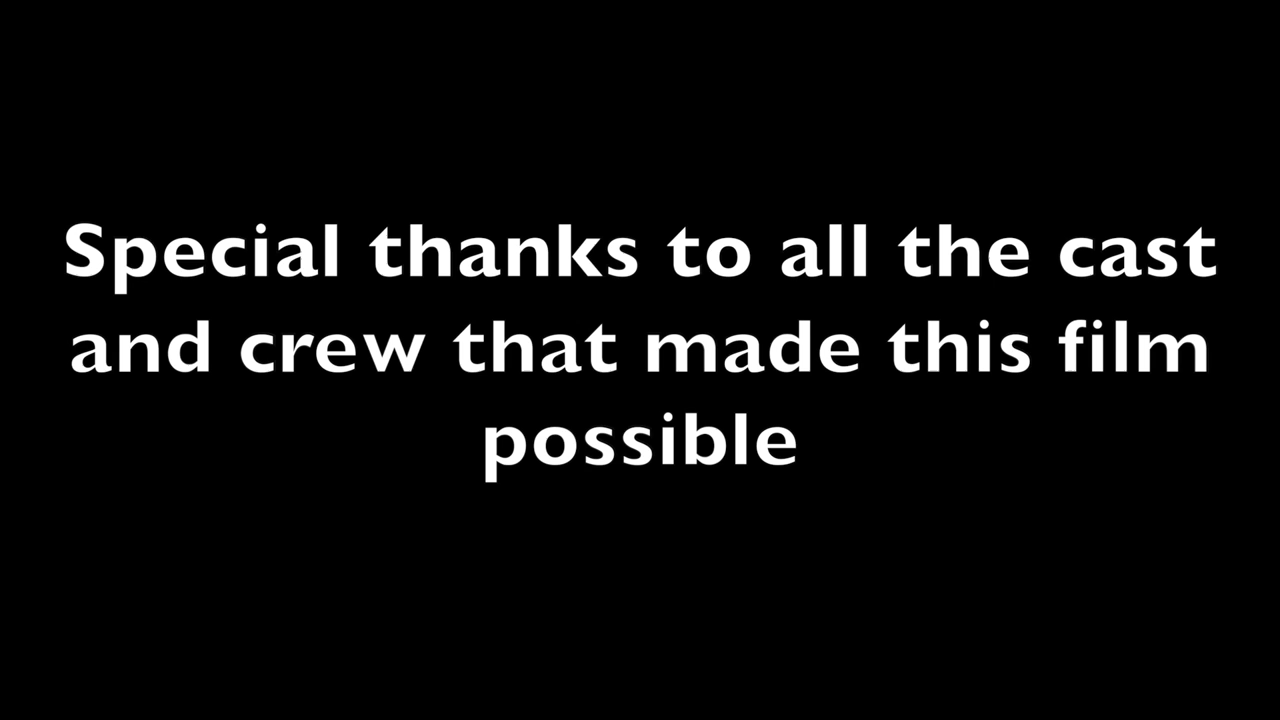 Special thanks to all the cast
and crew that made this film
possible